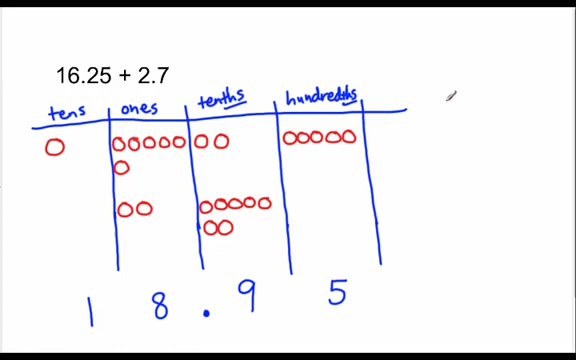 16.25 + 2.7
tens ones tenths hundredths
1 8 . 9 5